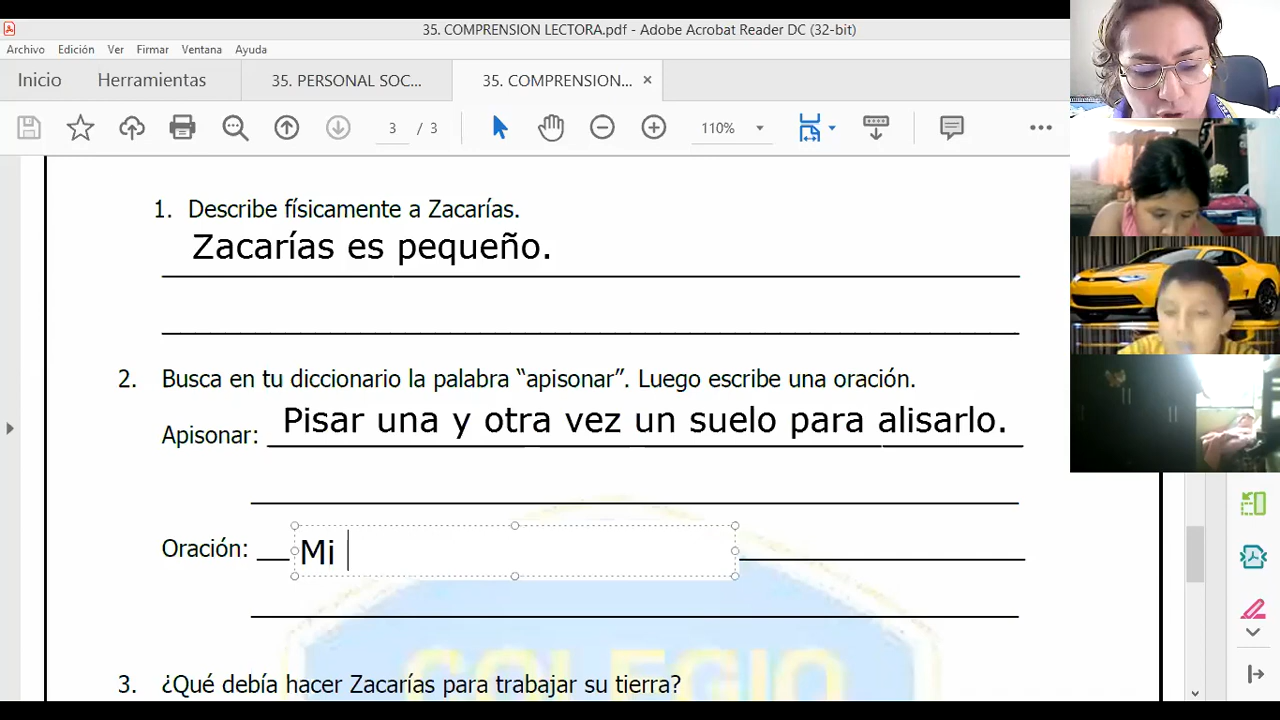 35. COMPRENSION LECTORA.pdf - Adobe Acrobat Reader DC (32-bit)
Archivo Edición Ver Firmar Ventana Ayuda
Inicio Herramientas 35. PERSONAL SOC... 35. COMPRENSION... ×
3 / 3 110%
1. Describe físicamente a Zacarías.
Zacarías es pequeño.
2. Busca en tu diccionario la palabra “apisonar”. Luego escribe una oración.
Apisonar: Pisar una y otra vez un suelo para alisarlo.
Oración: Mi
COLEGIO
3. ¿Qué debía hacer Zacarías para trabajar su tierra?